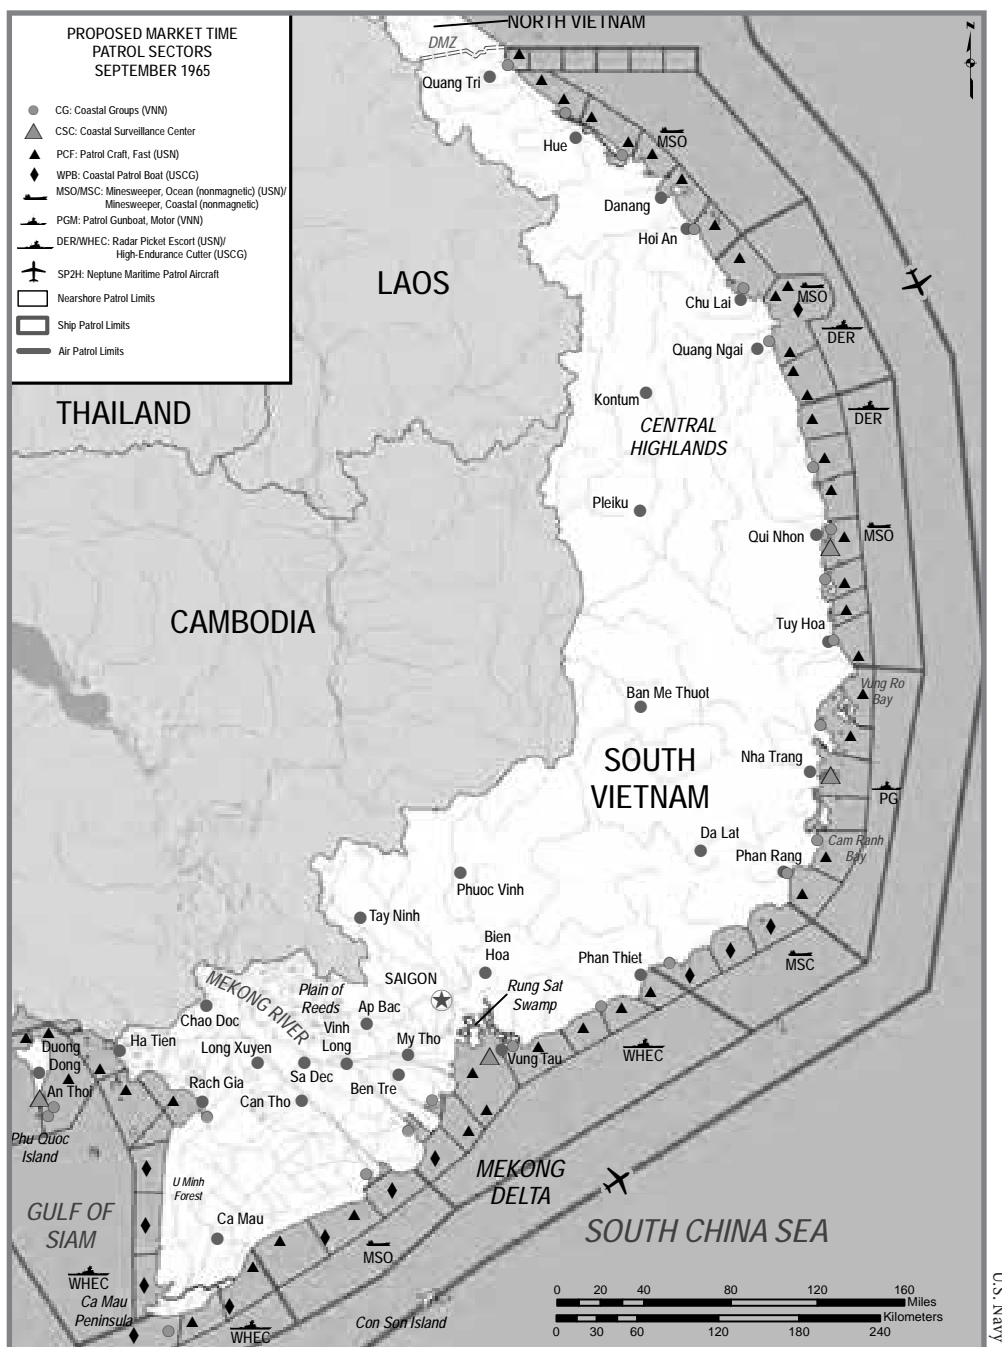 PROPOSED MARKET TIME
PATROL SECTORS
SEPTEMBER 1965
CG: Coastal Groups (VNN)
CSC: Coastal Surveillance Center
PCF: Patrol Craft, Fast (USN)
WPB: Coastal Patrol Boat (USCG)
MSO/MSC: Minesweeper, Ocean (nonmagnetic) (USN)/
Minesweeper, Coastal (nonmagnetic)
PGM: Patrol Gunboat, Motor (VNN)
DER/WHEC: Radar Picket Escort (USN)/
High-Endurance Cutter (USCG)
SP2H: Neptune Maritime Patrol Aircraft
Nearshore Patrol Limits
Ship Patrol Limits
Air Patrol Limits
NORTH VIETNAM
N
DMZ
Quang Tri
Hue
MSO
Danang
Hoi An
LAOS
Chu Lai
MSO
DER
Quang Ngai
THAILAND
Kontum
DER
CENTRAL
HIGHLANDS
Pleiku
Qui Nhon
MSO
CAMBODIA
Tuy Hoa
Vung Ro
Bay
Ban Me Thuot
SOUTH
VIETNAM
Nha Trang
PG
Da Lat
Cam Ranh
Bay
Phan Rang
Phuoc Vinh
Tay Ninh
Bien
Hoa
Phan Thiet
MSC
SAIGON
Rung Sat
Swamp
MEKONG RIVER
Plain of
Reeds
Chao Doc
Ap Bac
Vinh
Long
My Tho
Vung Tau
WHEC
Duong
Dong
Ha Tien
Long Xuyen
Sa Dec
Ben Tre
An Thoi
Rach Gia
Can Tho
Phu Quoc
Island
U Minh
Forest
MEKONG
DELTA
GULF OF
SIAM
Ca Mau
MSO
SOUTH CHINA SEA
WHEC
Ca Mau
Peninsula
WHEC
Con Son Island
0 20 40 80 120 160
Miles
Kilometers
0 30 60 120 180 240
U.S. Navy